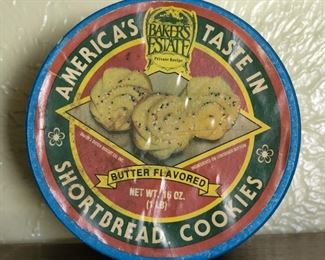 BAKER'S
ESTATE
Private Recipe
AMERICA'S TASTE IN
BUTTER FLAVORED
NET WT. 16 OZ.
(1 LB)
SHORTBREAD COOKIES